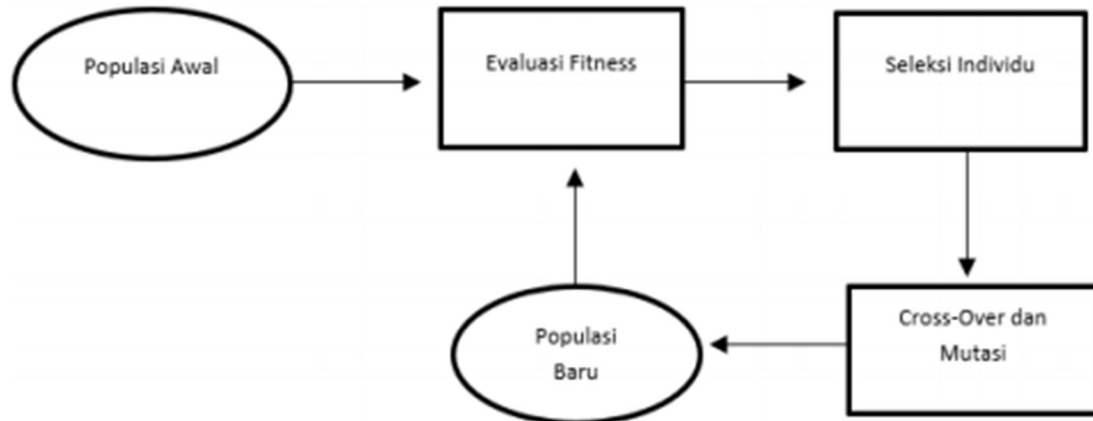 Populasi Awal
Evaluasi Fitness
Seleksi Individu
Cross-Over dan
Mutasi
Populasi
Baru